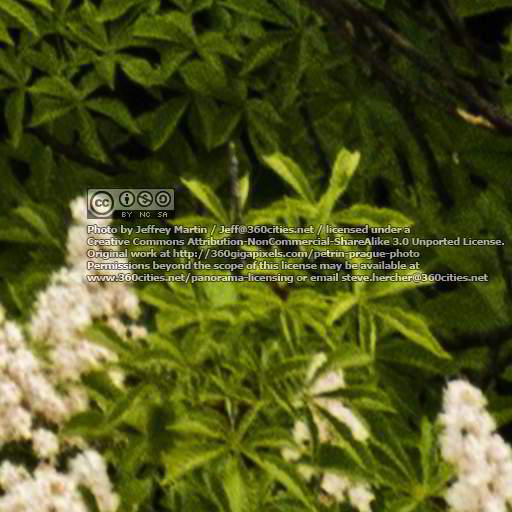 cc
BY NC SA
Photo by Jeffrey Martin / Jeff@360cities.net / licensed under a
Creative Commons Attribution-NonCommercial-ShareAlike 3.0 Unported License.
Original work at http://360gigapixels.com/petrin-prague-photo
Permissions beyond the scope of this license may be available at
www.360cities.net/panorama-licensing or email steve.hercher@360cities.net